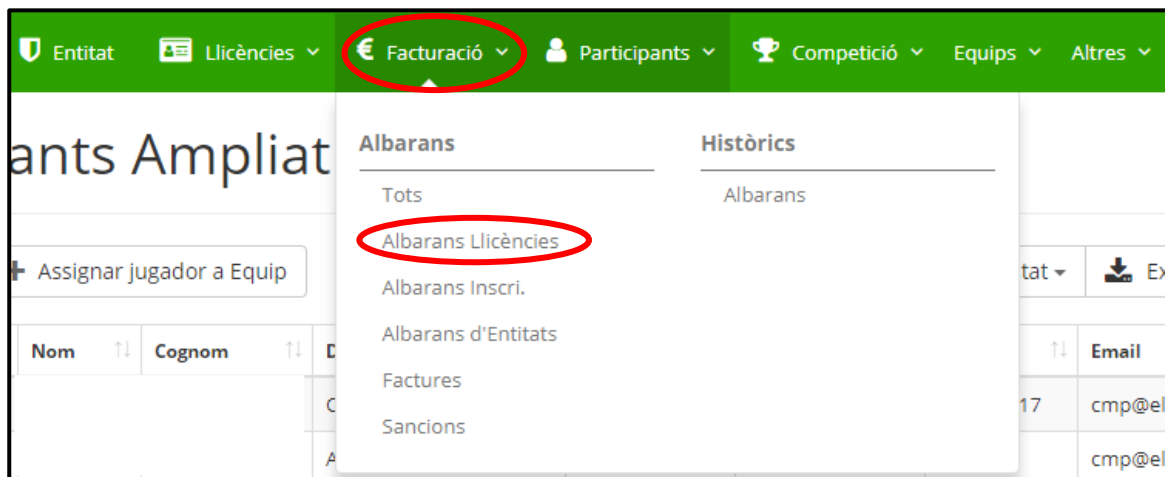 Entitat Llicències € Facturació Participants Competició Equips Altres
ants Ampliat
Albarans
Tots
Albarans Llicències
Albarans Inscri.
Albarans d'Entitats
Factures
Sancions
Històrics
Albarans
+ Assignar jugador a Equip
tat
Ex
Nom Cognom D Email
C 17 cmp@el
A cmp@el